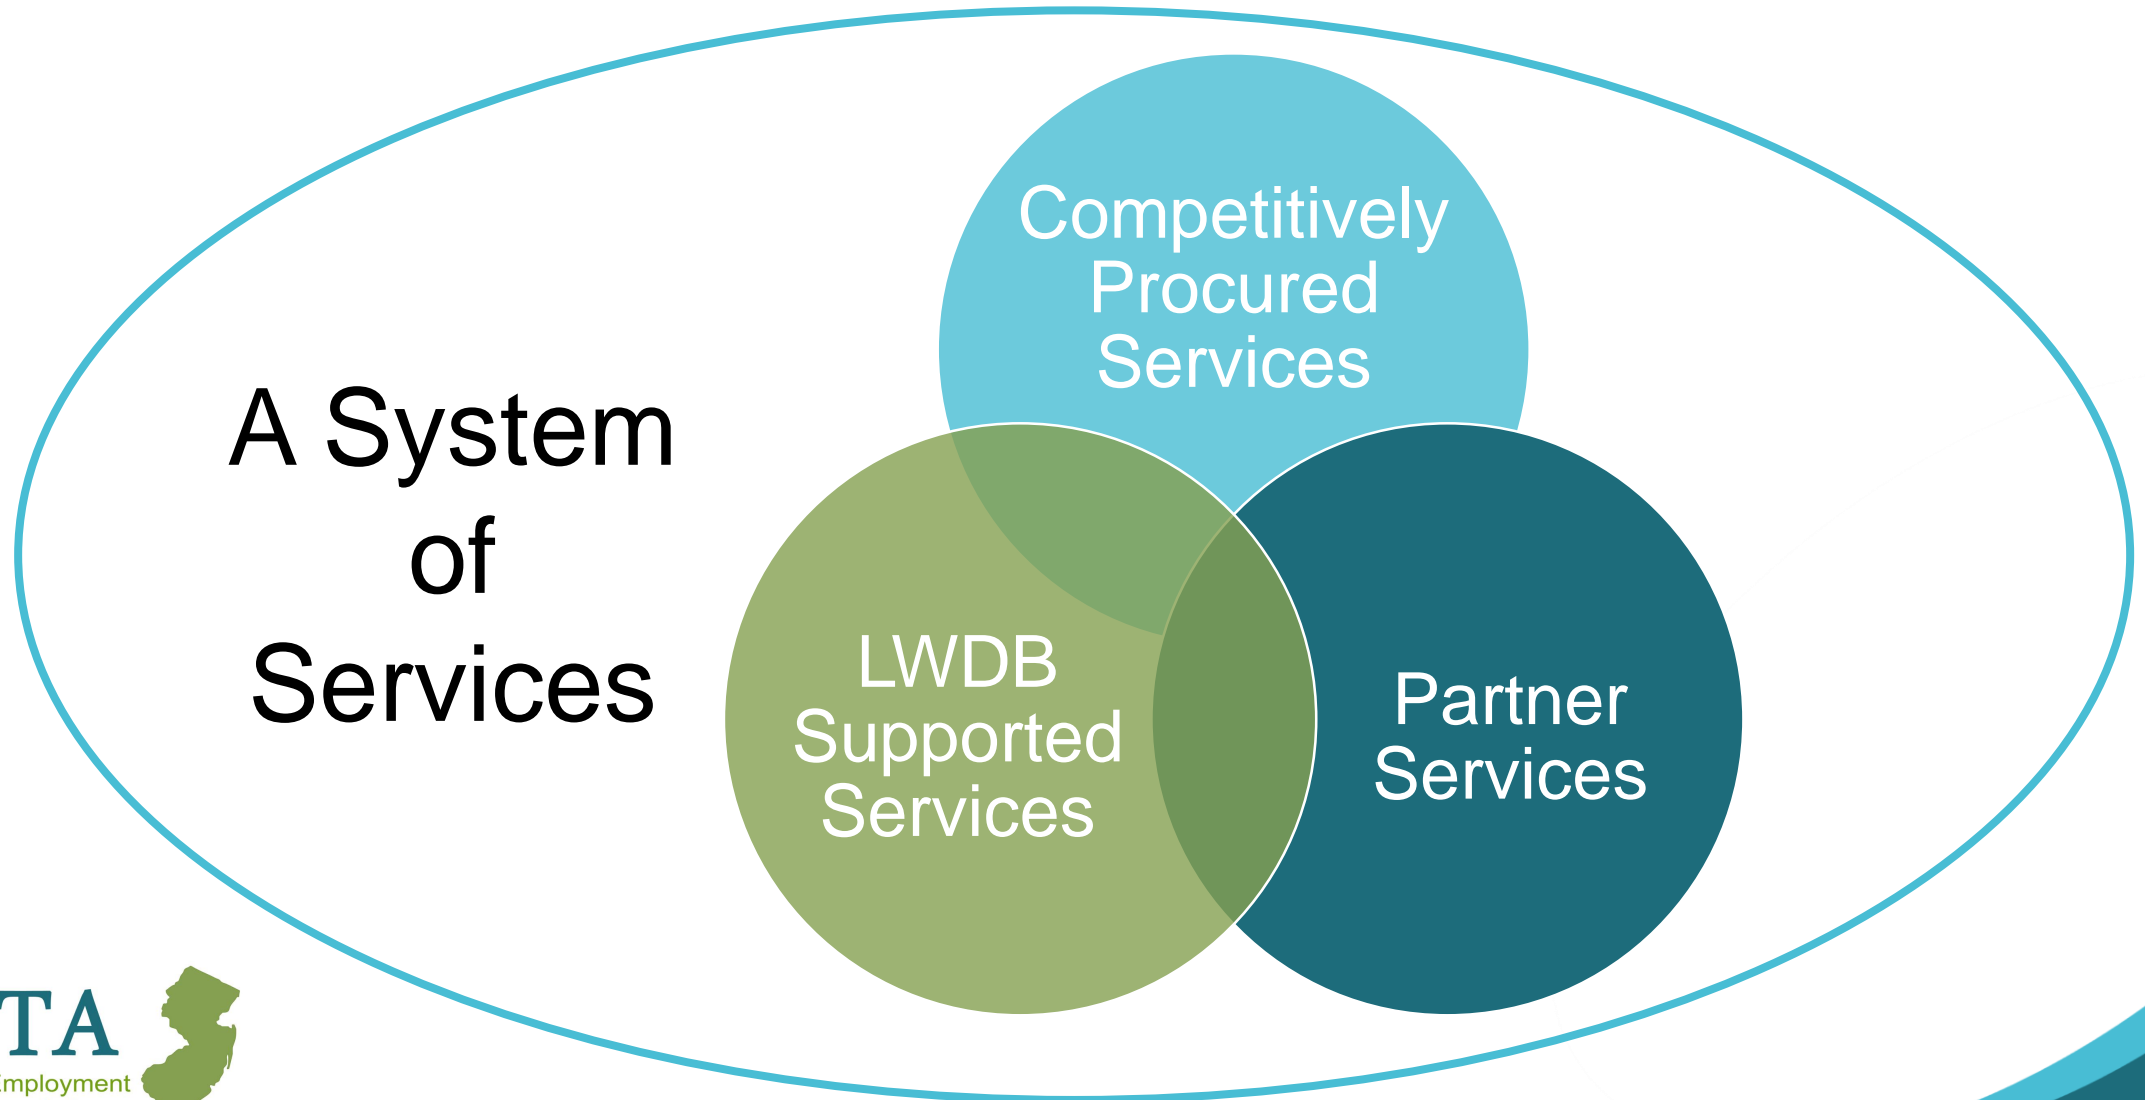 A System
of
Services
Competitively
Procured
Services
LWDB
Supported
Services
Partner
Services
TA
Employment